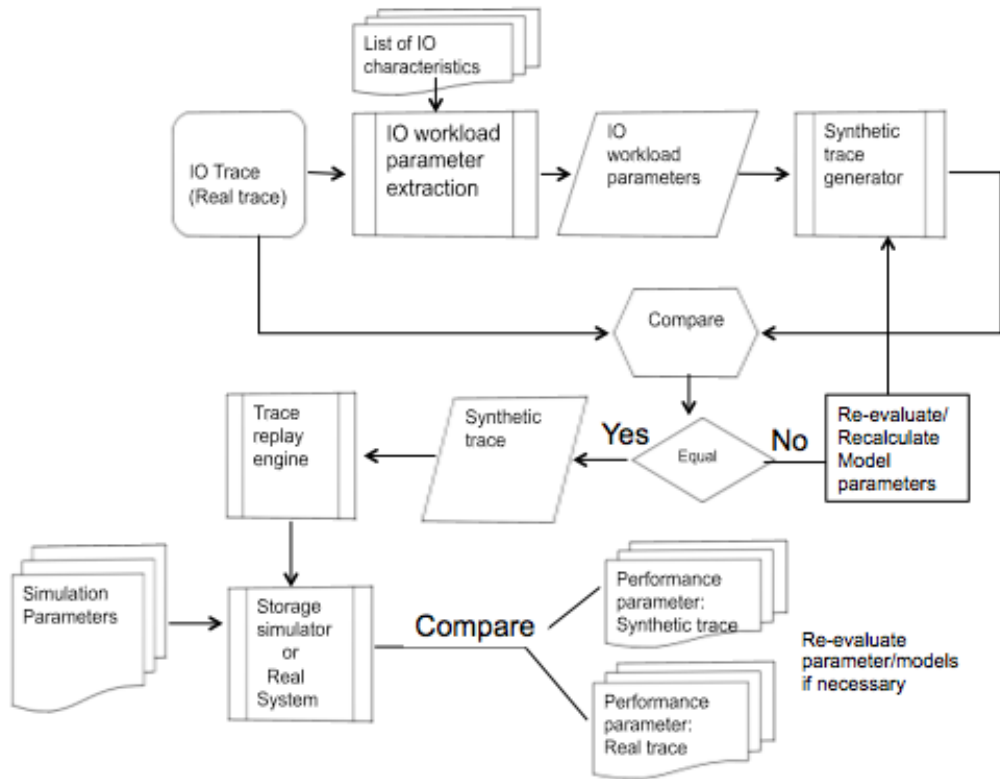 List of IO
characteristics
IO Trace
(Real trace)
IO workload
parameter
extraction
IO
workload
parameters
Synthetic
trace
generator
Compare
Trace
replay
engine
Synthetic
trace
Yes
Equal
No
Re-evaluate/
Recalculate
Model
parameters
Simulation
Parameters
Storage
simulator
or
Real
System
Compare
Performance
parameter:
Synthetic trace
Performance
parameter:
Real trace
Re-evaluate
parameter/models
if necessary